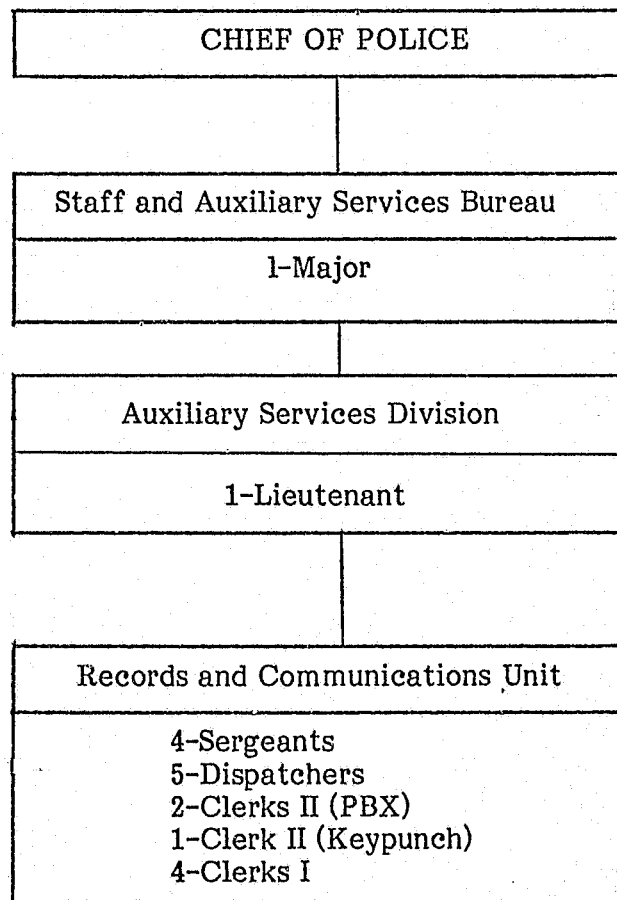 CHIEF OF POLICE
Staff and Auxiliary Services Bureau
1-Major
Auxiliary Services Division
1-Lieutenant
Records and Communications Unit
4-Sergeants
5-Dispatchers
2-Clerks II (PBX)
1-Clerk II (Keypunch)
4-Clerks I